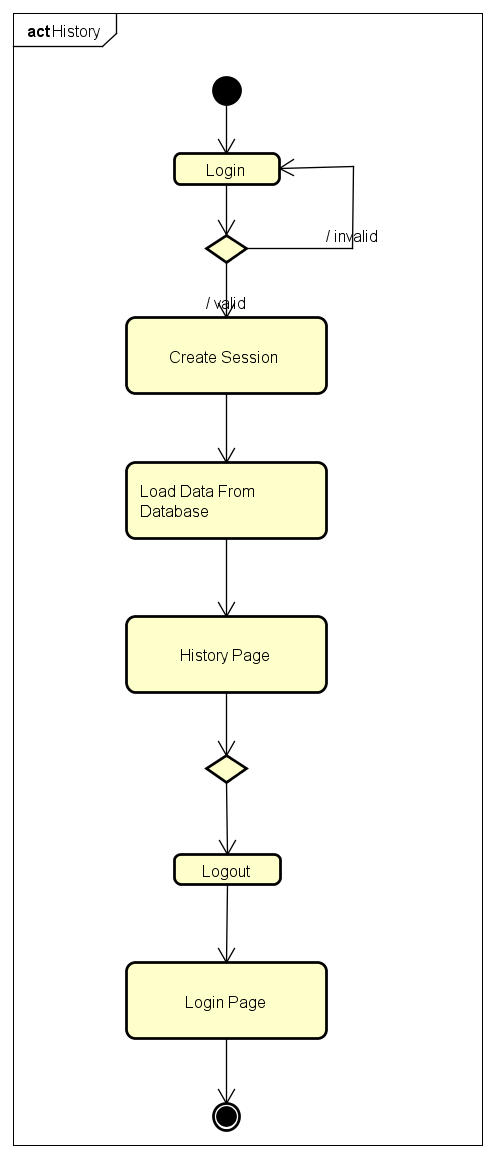 act History
Login
/ invalid
/ valid
Create Session
Load Data From
Database
History Page
Logout
Login Page